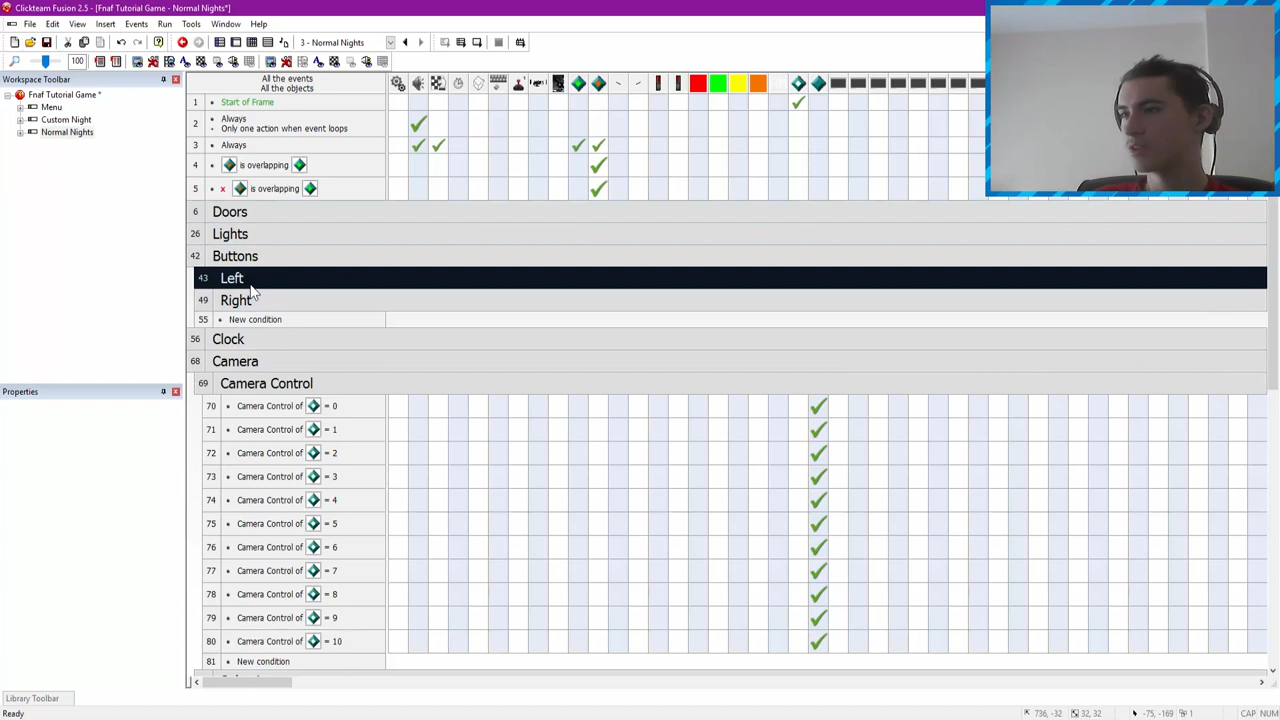 Clickteam Fusion 2.5 - [Fnaf Tutorial Game - Normal Nights*]
File Edit View Insert Events Run Tools Window Help
3 - Normal Nights
100
Workspace Toolbar
Fnaf Tutorial Game *
Menu
Custom Night
Normal Nights
Properties
Library Toolbar
All the events
All the objects
1 • Start of Frame
2 • Always
• Only one action when event loops
3 • Always
4 • is overlapping
5 • x is overlapping
6 Doors
26 Lights
42 Buttons
43 Left
49 Right
55 • New condition
56 Clock
68 Camera
69 Camera Control
70 • Camera Control of = 0
71 • Camera Control of = 1
72 • Camera Control of = 2
73 • Camera Control of = 3
74 • Camera Control of = 4
75 • Camera Control of = 5
76 • Camera Control of = 6
77 • Camera Control of = 7
78 • Camera Control of = 8
79 • Camera Control of = 9
80 • Camera Control of = 10
81 • New condition
Ready
736, -32 32, 32 -75, -169 1 CAP NUM